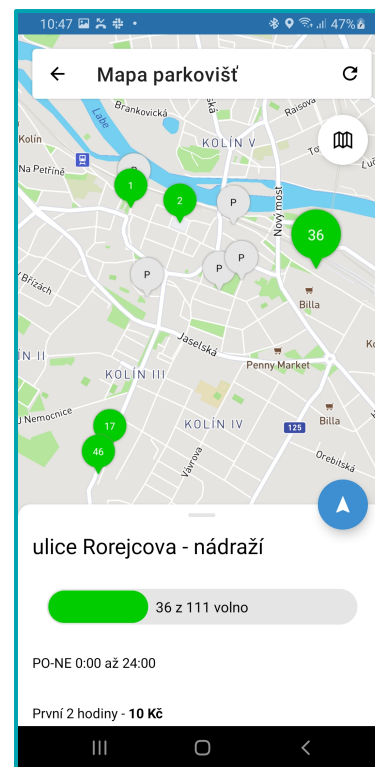 10:47 47%
Mapa parkovišť
Brankovická
Labe
Raisova
Kolín
KOLÍN V
Na Petříně
P
1
2
P
Nový most
36
P
P
P
Břízách
Billa
Jaselská
Penny Market
KOLÍN III
J Nemocnice
17
KOLÍN IV
125
Billa
46
Vávrova
Orebitská
ulice Rorejcova - nádraží
36 z 111 volno
PO-NE 0:00 až 24:00
První 2 hodiny - 10 Kč